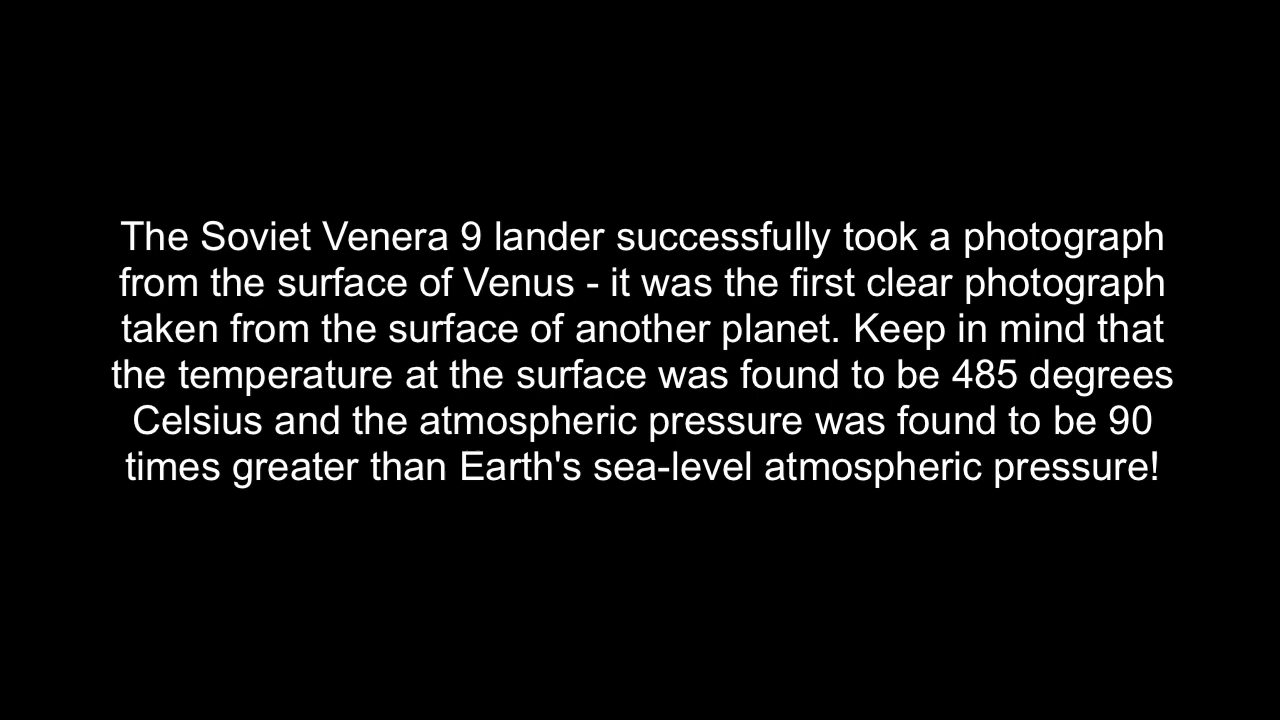 The Soviet Venera 9 lander successfully took a photograph
from the surface of Venus - it was the first clear photograph
taken from the surface of another planet. Keep in mind that
the temperature at the surface was found to be 485 degrees
Celsius and the atmospheric pressure was found to be 90
times greater than Earth's sea-level atmospheric pressure!